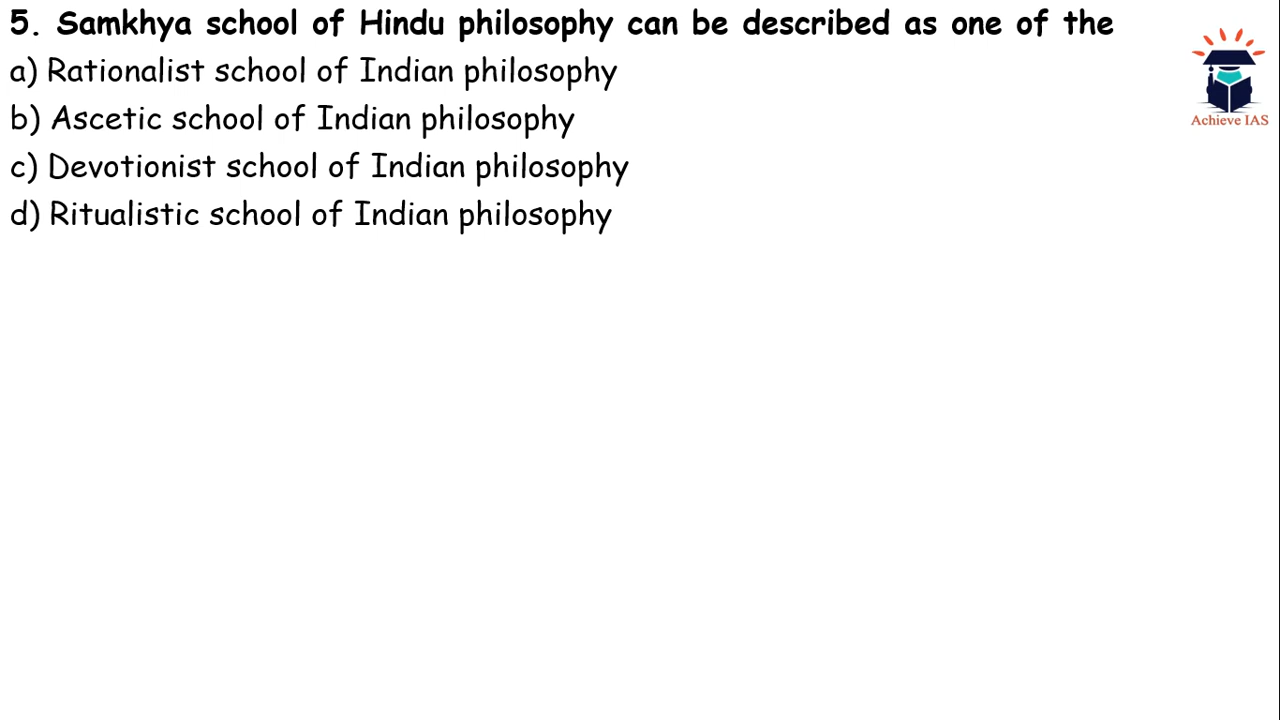 5. Samkhya school of Hindu philosophy can be described as one of the
a) Rationalist school of Indian philosophy
b) Ascetic school of Indian philosophy
c) Devotionist school of Indian philosophy
d) Ritualistic school of Indian philosophy
Achieve IAS